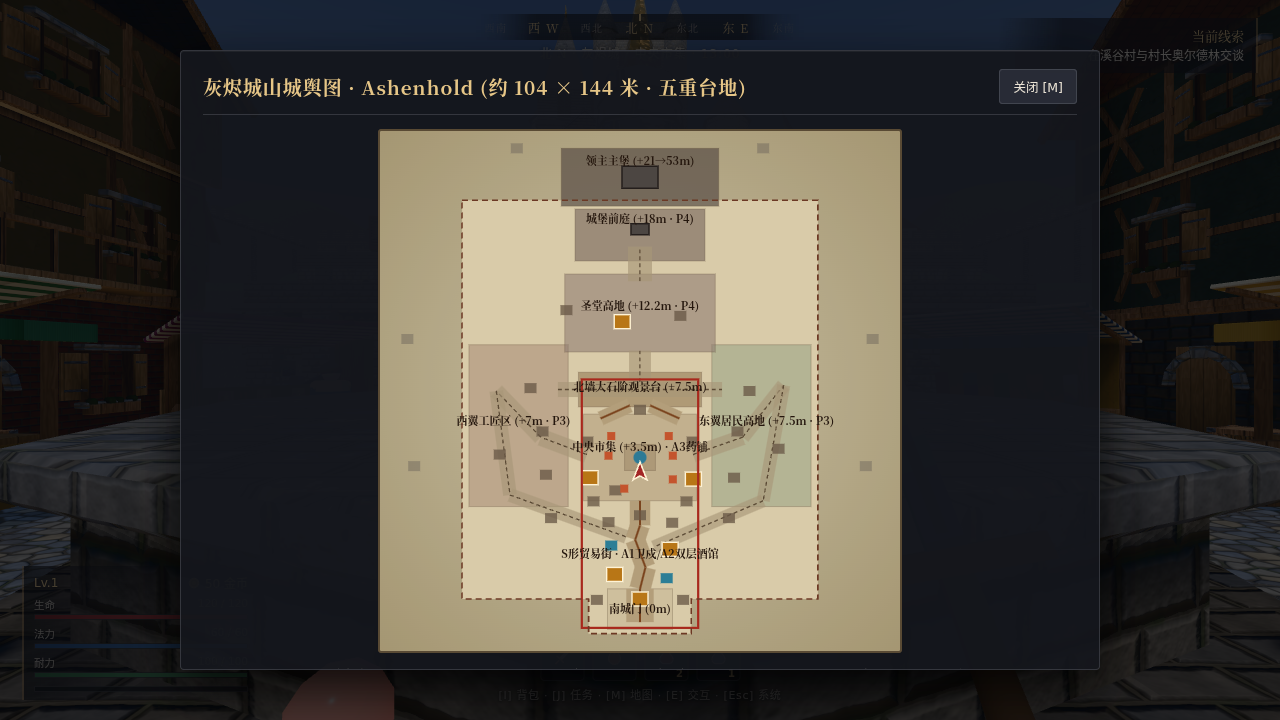 西 W
西北
北 N
东北
东 E
当前线索
溪谷村与村长奥尔德林交谈
灰烬城山城舆图 · Ashenhold (约 104 × 144 米 · 五重台地)
关闭 [M]
领主主堡 (+21→53m)
城堡前庭 (+18m · P4)
圣堂高地 (+12.2m · P4)
北墙大石阶观景台 (+7.5m)
西翼工匠区 (+7m · P3)
东翼居民高地 (+7.5m · P3)
中央市集 (+3.5m) · A3药铺
S形贸易街 · A1卫戍/A2双层酒馆
南城门 (0m)
Lv.1
生命
法力
耐力
2
1
[I] 背包 · [J] 任务 · [M] 地图 · [E] 交互 · [Esc] 系统